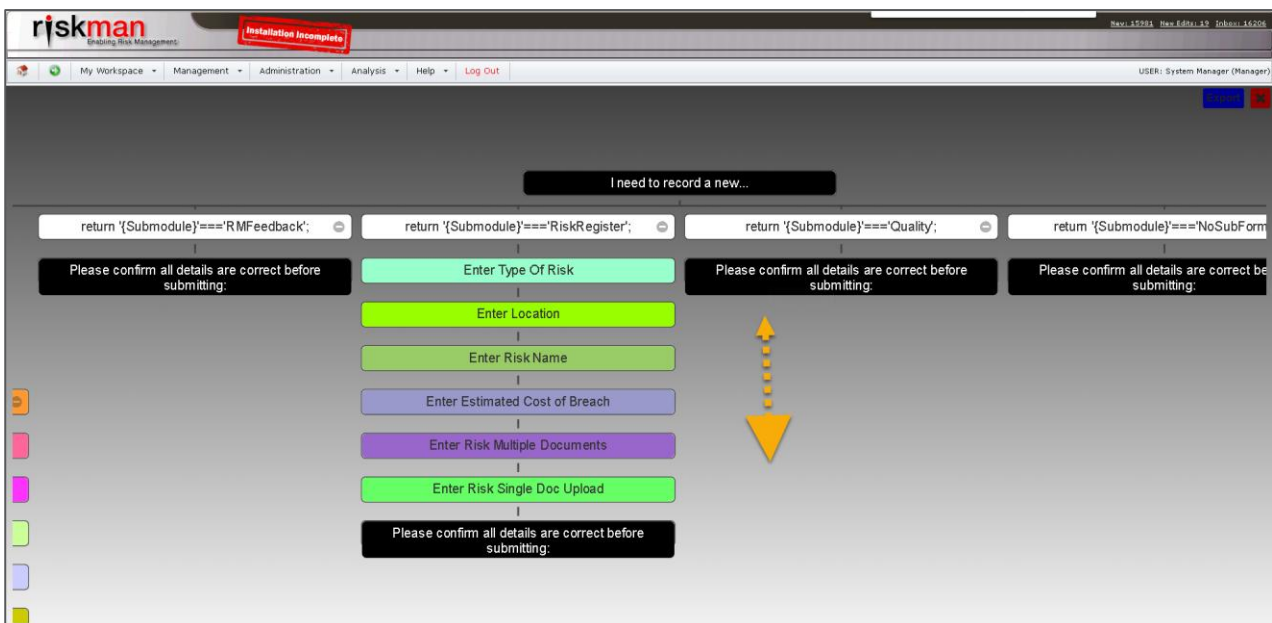 riskman
Enabling Risk Management
Installation Incomplete
New: 15981 New Edits: 19 Inbox: 16206
My Workspace Management Administration Analysis Help Log Out
USER: System Manager (Manager)
Export
I need to record a new...
return '{Submodule}'==='RMFeedback';
return '{Submodule}'==='RiskRegister';
return '{Submodule}'==='Quality';
return '{Submodule}'==='NoSubForm
Please confirm all details are correct before
submitting:
Enter Type Of Risk
Enter Location
Enter Risk Name
Enter Estimated Cost of Breach
Enter Risk Multiple Documents
Enter Risk Single Doc Upload
Please confirm all details are correct before
submitting:
Please confirm all details are correct before
submitting:
Please confirm all details are correct be
submitting: